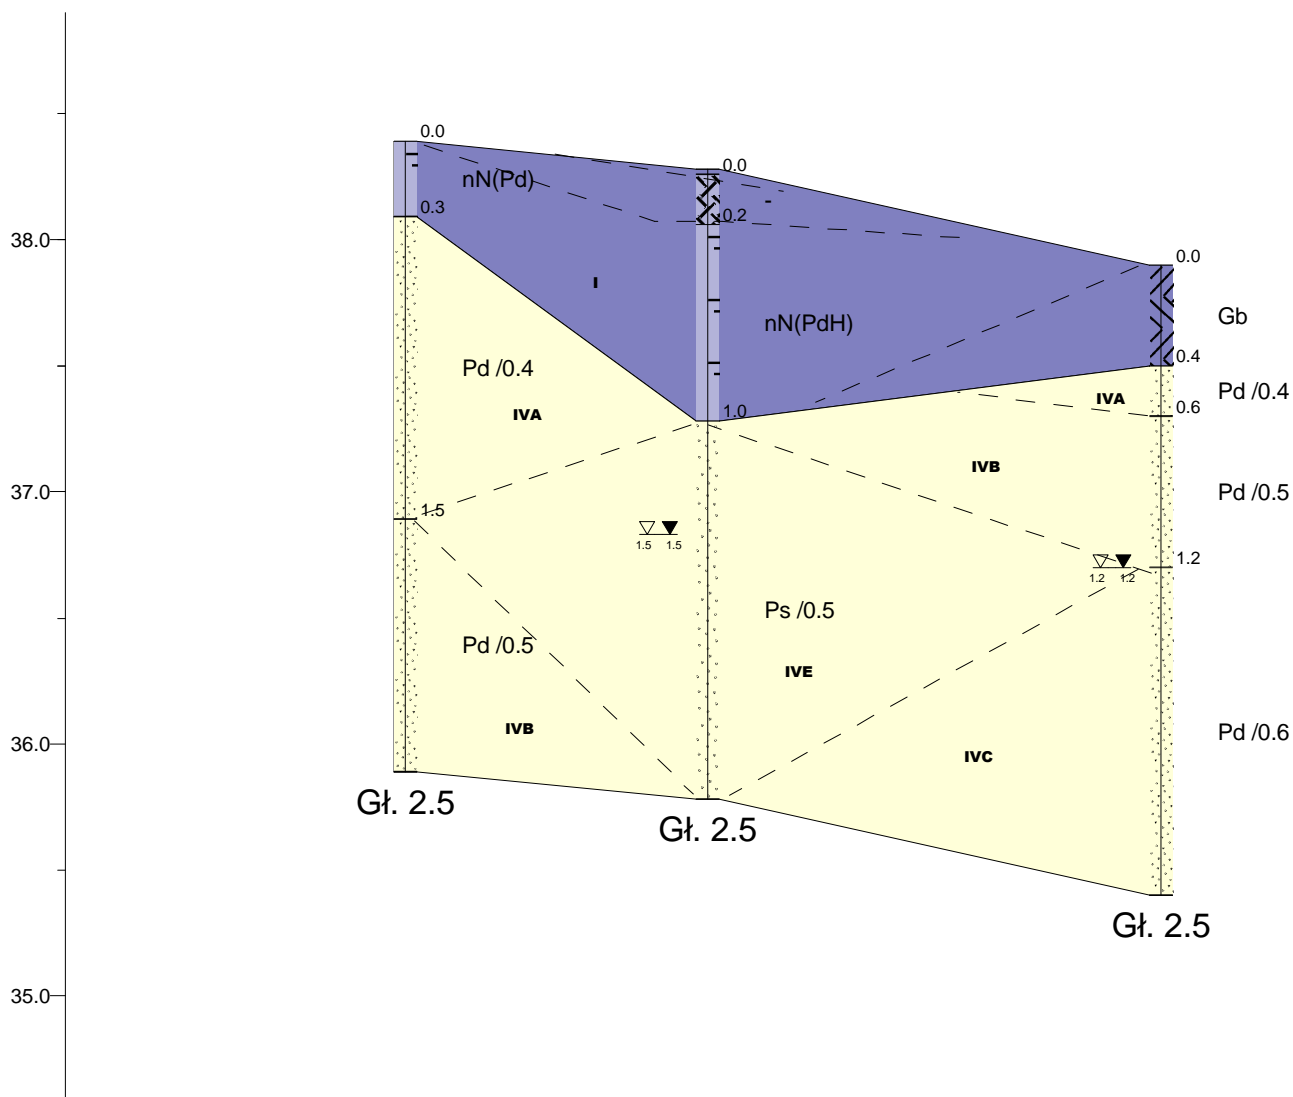 0.0
nN(Pd)
0.0
0.3
0.2
38.0
0.0
I
nN(PdH)
Gb
0.4
Pd /0.4
IVA
Pd /0.4
0.6
1.0
IVA
IVB
37.0
Pd /0.5
1.5
1.5 1.5
1.2
1.2 1.2
Ps /0.5
Pd /0.5
IVE
IVB
Pd /0.6
36.0
IVC
Gł. 2.5
Gł. 2.5
Gł. 2.5
35.0